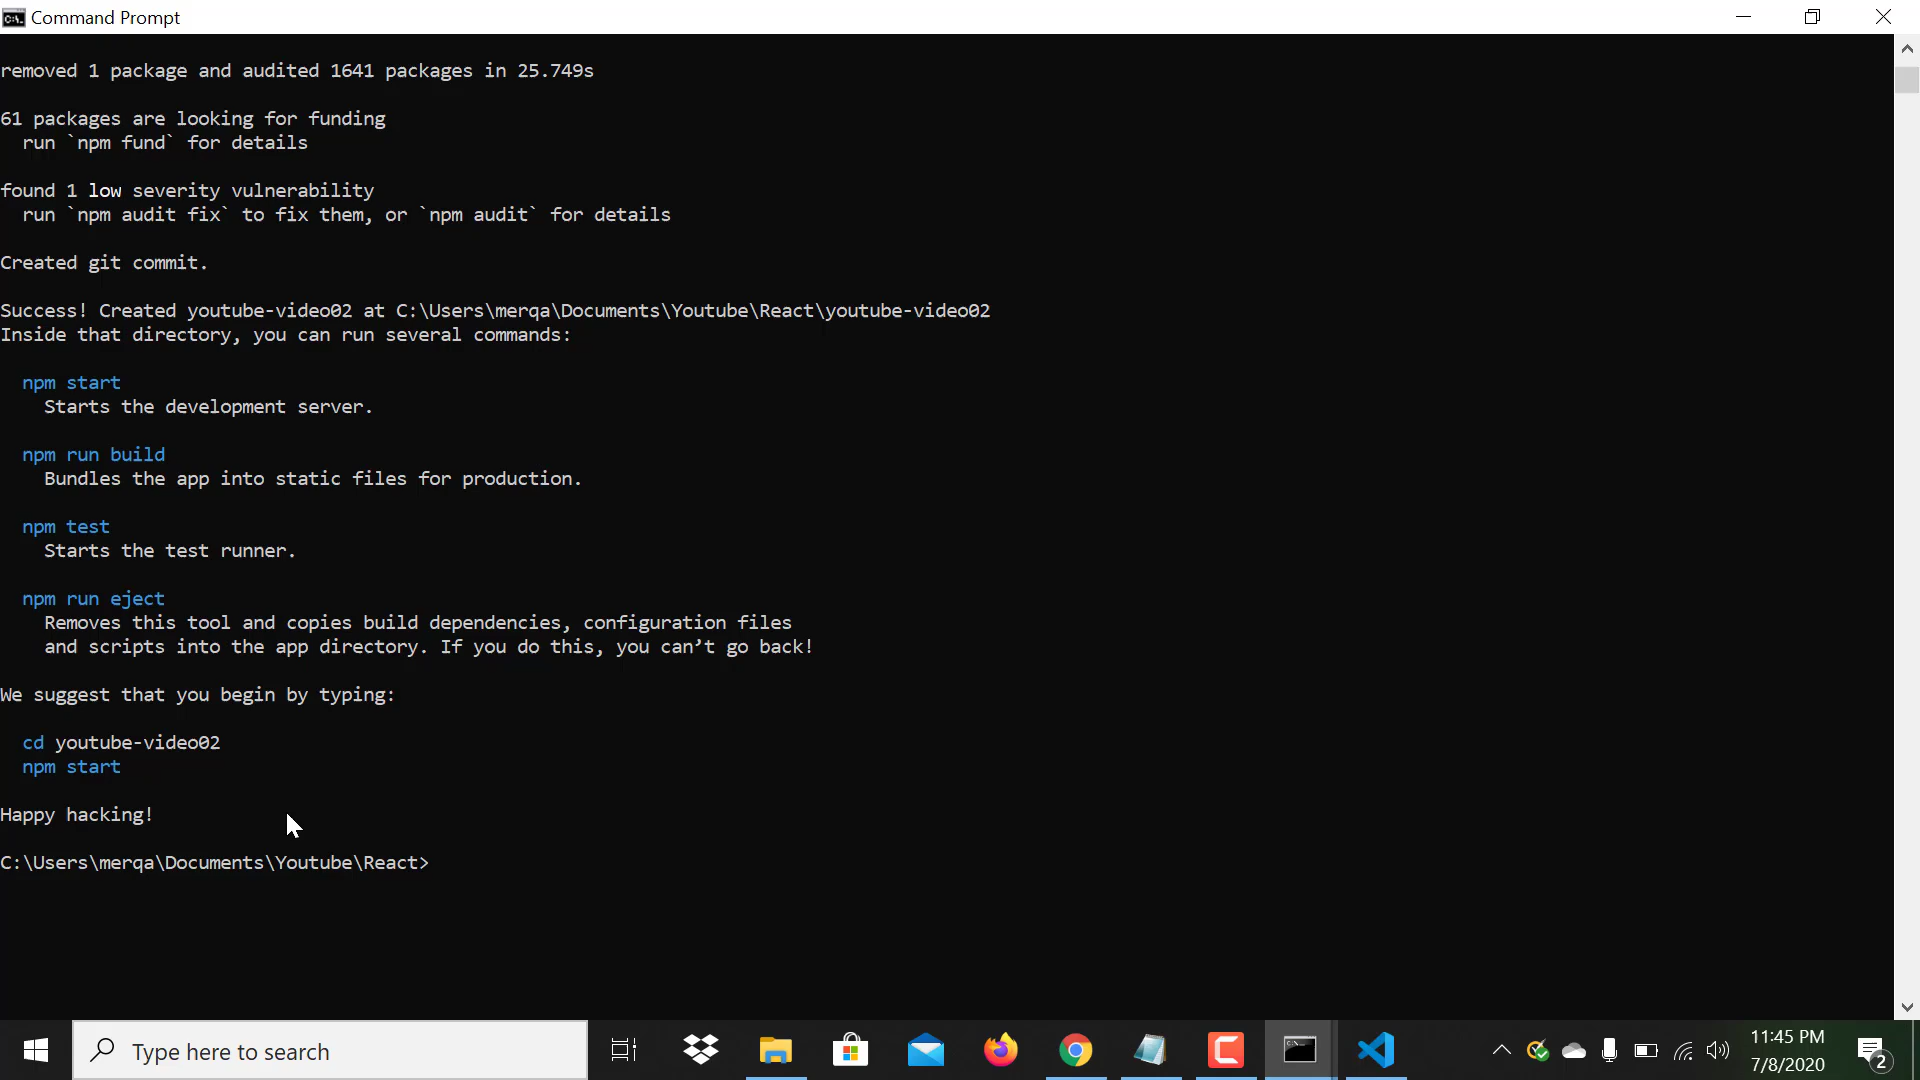 Command Prompt
removed 1 package and audited 1641 packages in 25.749s
61 packages are looking for funding
run `npm fund` for details
found 1 low severity vulnerability
run `npm audit fix` to fix them, or `npm audit` for details
Created git commit.
Success! Created youtube-video02 at C:\Users\merqa\Documents\Youtube\React\youtube-video02
Inside that directory, you can run several commands:
npm start
Starts the development server.
npm run build
Bundles the app into static files for production.
npm test
Starts the test runner.
npm run eject
Removes this tool and copies build dependencies, configuration files
and scripts into the app directory. If you do this, you can’t go back!
We suggest that you begin by typing:
cd youtube-video02
npm start
Happy hacking!
C:\Users\merqa\Documents\Youtube\React>
Type here to search
11:45 PM
7/8/2020
2